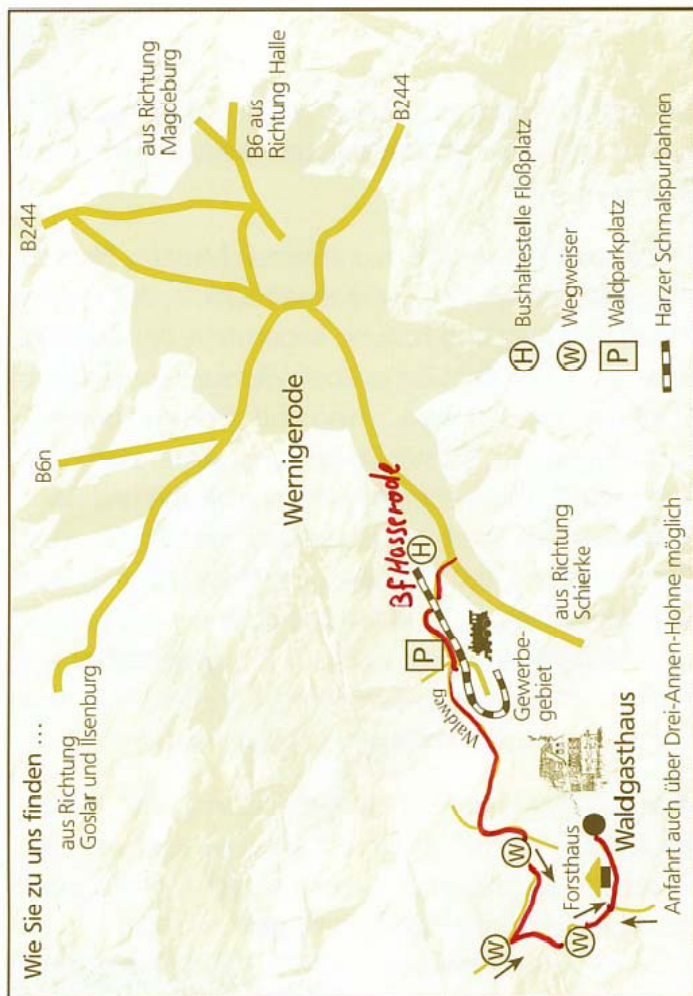 Wie Sie zu uns finden ...
aus Richtung
Goslar und Ilsenburg
B6n
B244
aus Richtung
Magceburg
B6 aus
Richtung Halle
B244
Wernigerode
Bf Hasserode
H
P
Waldweg
Gewerbe-
gebiet
aus Richtung
Schierke
W
W
W
Forsthaus
Waldgasthaus
Anfahrt auch über Drei-Annen-Hohne möglich
H Bushaltestelle Floßplatz
W Wegweiser
P Waldparkplatz
Harzer Schmalspurbahnen